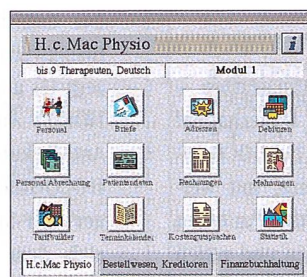 H.c.Mac Physio i
bis 9 Therapeuten, Deutsch Modul 1
Personal Briefe Adressen Debitoren
Personal Abrechnung Patientendaten Rechnungen Mahnungen
Tarifbuilder Terminkalender Kostengutsprachen Statistik
H.c.Mac Physio Bestellwesen, Kreditoren Finanzbuchhaltung